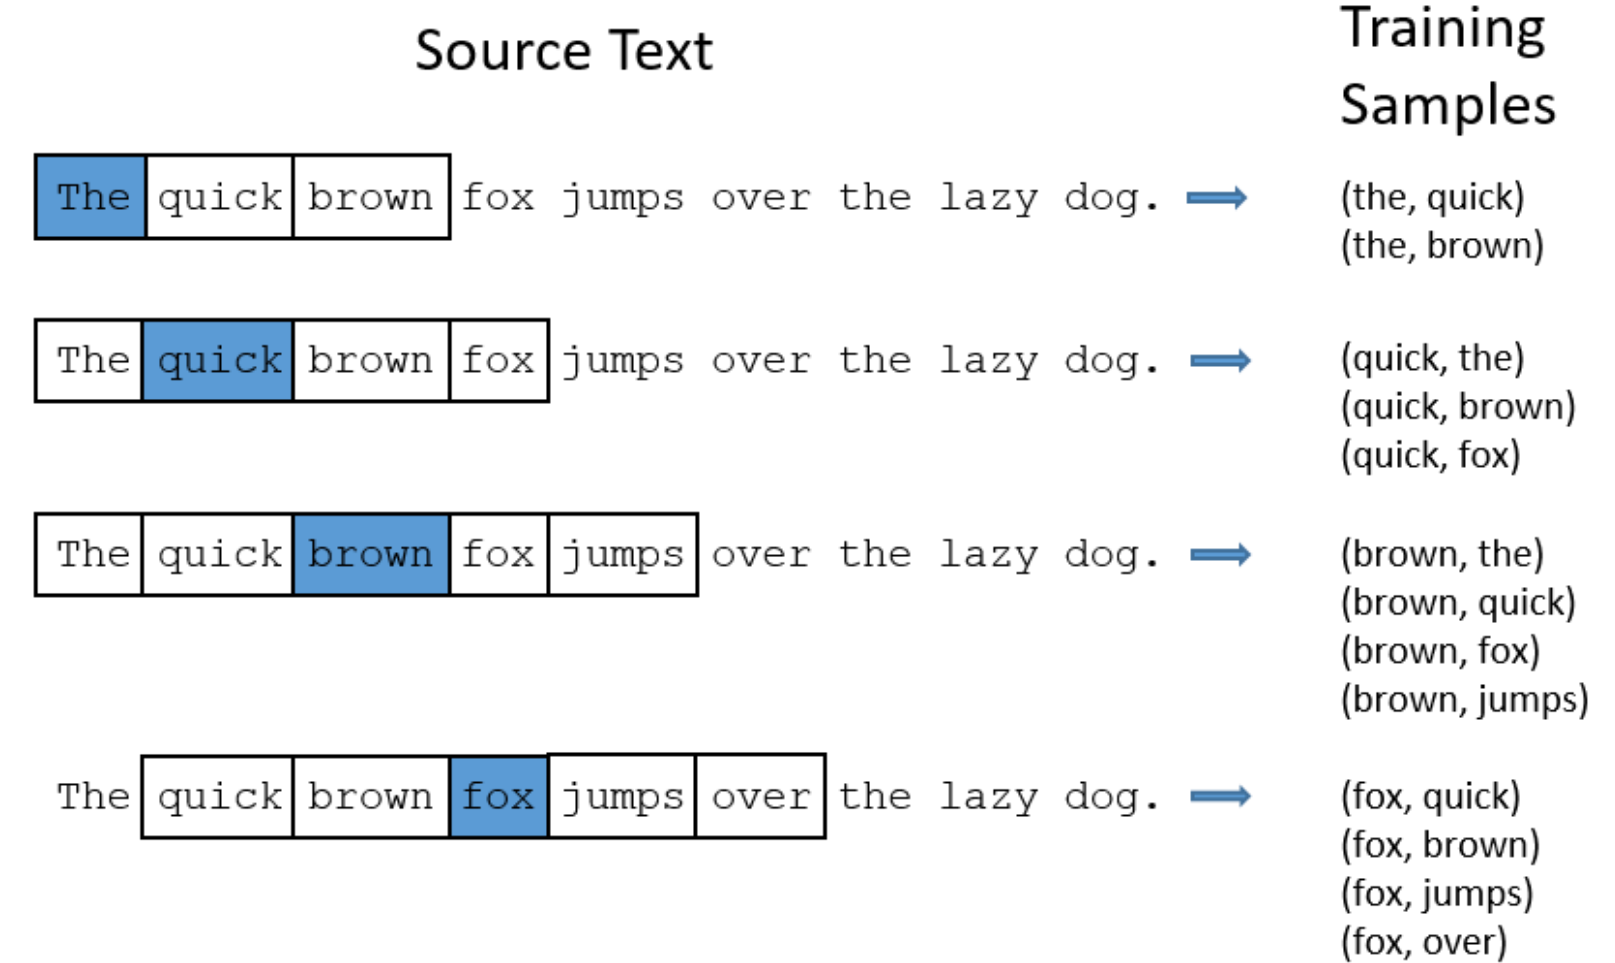 Source Text
Training
Samples
The quick brown fox jumps over the lazy dog.
(the, quick)
(the, brown)
The quick brown fox jumps over the lazy dog.
(quick, the)
(quick, brown)
(quick, fox)
The quick brown fox jumps over the lazy dog.
(brown, the)
(brown, quick)
(brown, fox)
(brown, jumps)
The quick brown fox jumps over the lazy dog.
(fox, quick)
(fox, brown)
(fox, jumps)
(fox, over)